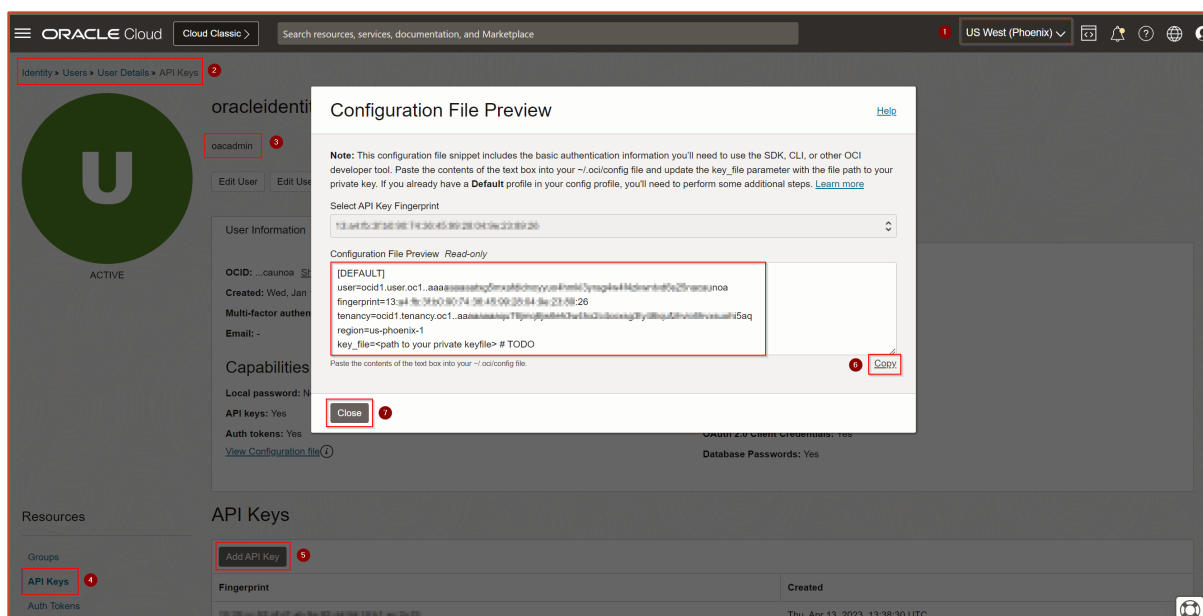 ORACLE Cloud
Cloud Classic >
Search resources, services, documentation, and Marketplace
1
US West (Phoenix)
Identity » Users » User Details » API Keys
2
oracleidenti
oacadmin
3
Edit User
Edit Use
U
ACTIVE
User Information
OCID: ...caunoa Sh
Created: Wed, Jan
Multi-factor authen
Email: -
Capabilities
Local password: N
API keys: Yes
Auth tokens: Yes
View Configuration file
OAuth 2.0 Client Credentials: Yes
Database Passwords: Yes
Configuration File Preview
Help
Note: This configuration file snippet includes the basic authentication information you'll need to use the SDK, CLI, or other OCI
developer tool. Paste the contents of the text box into your ~/.oci/config file and update the key_file parameter with the file path to your
private key. If you already have a Default profile in your config profile, you'll need to perform some additional steps. Learn more
Select API Key Fingerprint
Configuration File Preview Read-only
[DEFAULT]
user=ocid1.user.oc1..aaaa unoa
fingerprint=13: :26
tenancy=ocid1.tenancy.oc1..aa i5aq
region=us-phoenix-1
key_file=<path to your private keyfile> # TODO
Paste the contents of the text box into your ~/.oci/config file.
6
Copy
Close
7
Resources
Groups
API Keys
4
Auth Tokens
API Keys
Add API Key
5
Fingerprint
Created
Thu, Apr 13, 2023, 13:38:30 UTC